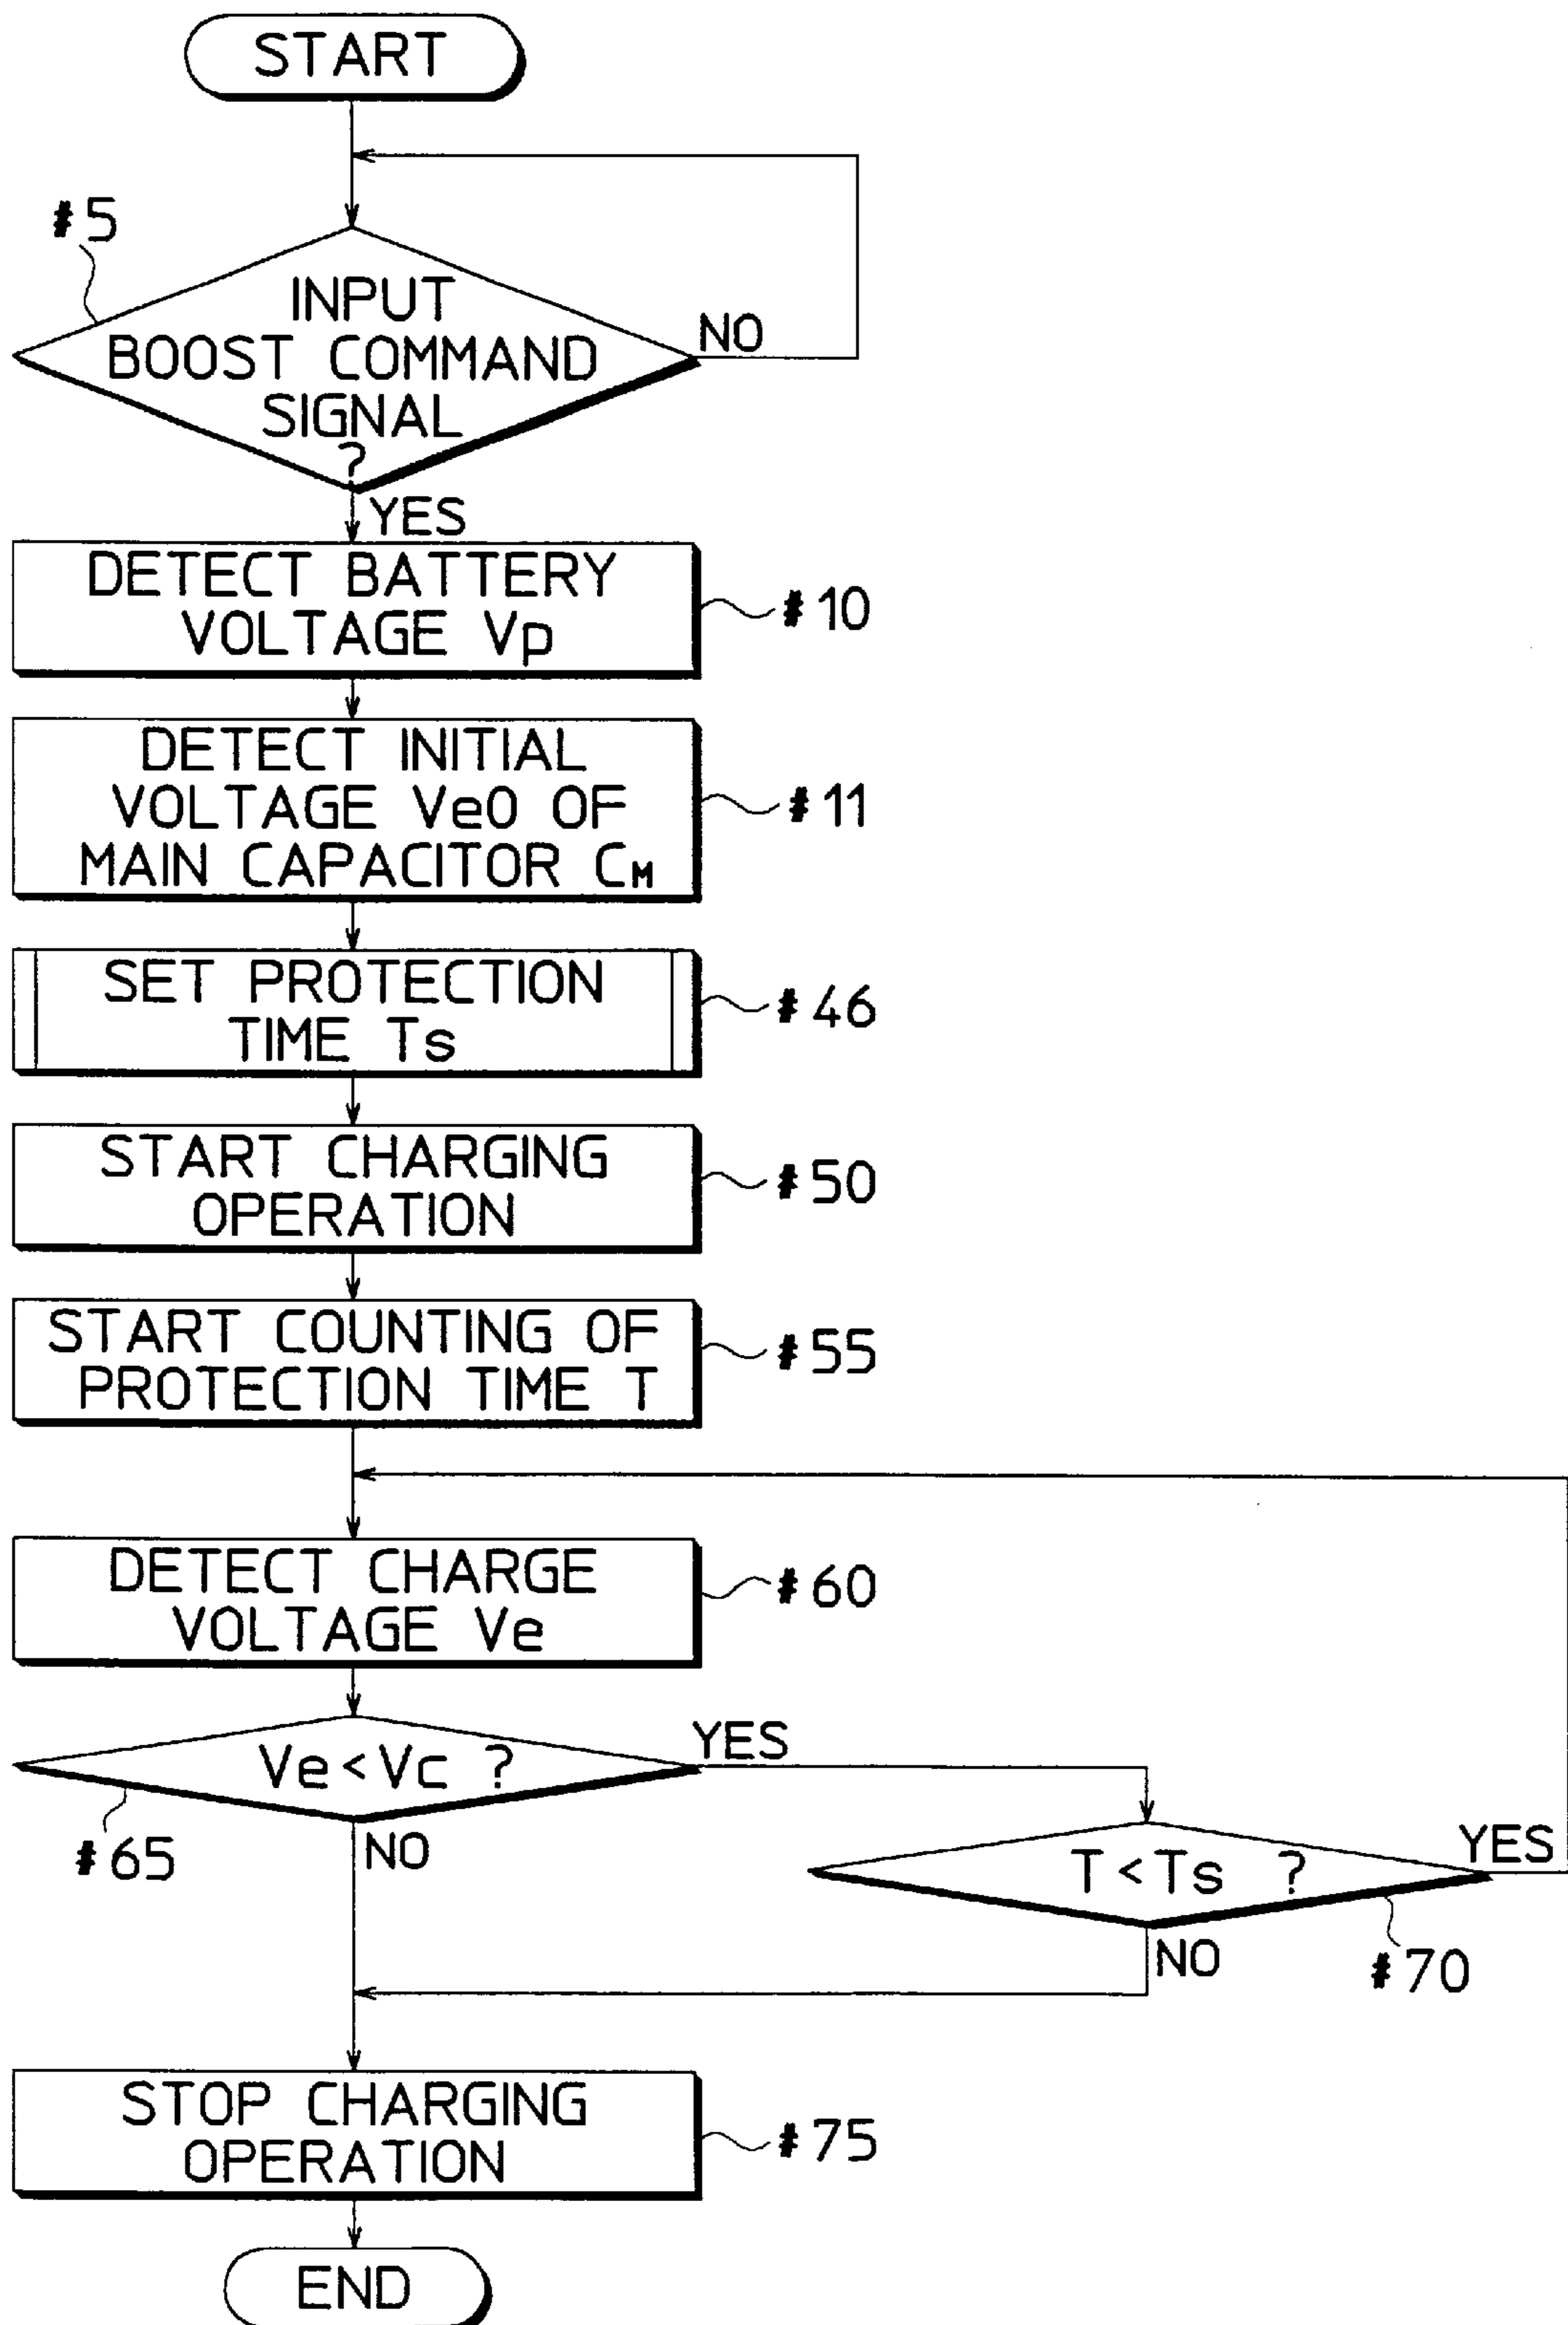 START
#5
INPUT
BOOST COMMAND
SIGNAL
?
NO
YES
DETECT BATTERY
VOLTAGE Vp
#10
DETECT INITIAL
VOLTAGE Ve0 OF
MAIN CAPACITOR CM
#11
SET PROTECTION
TIME Ts
#46
START CHARGING
OPERATION
#50
START COUNTING OF
PROTECTION TIME T
#55
DETECT CHARGE
VOLTAGE Ve
#60
Ve<Vc ?
YES
#65
NO
T<Ts ?
YES
NO
#70
STOP CHARGING
OPERATION
#75
END